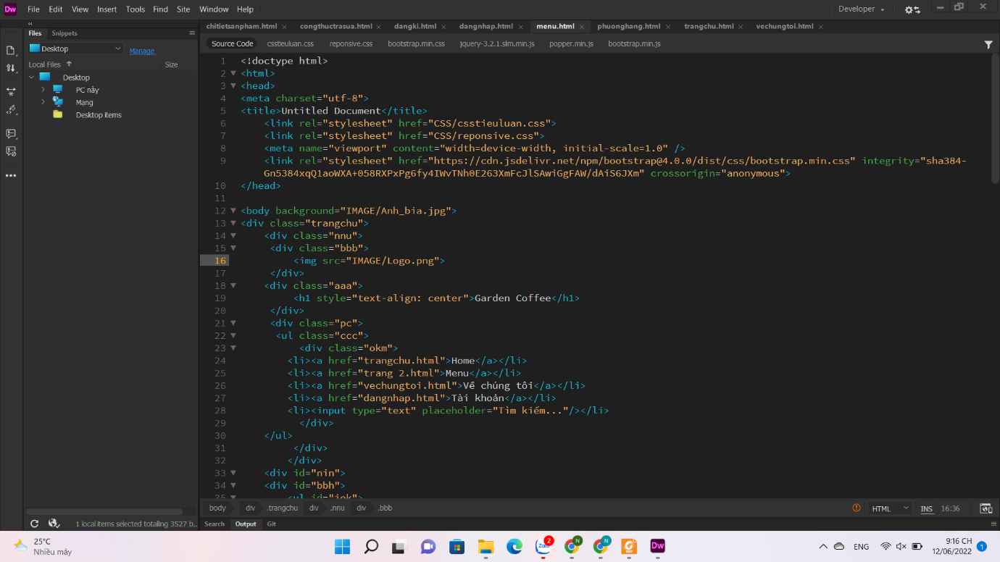 Dw File Edit View Insert Tools Find Site Window Help Developer
Files Snippets
Desktop Manage
Local Files Size
Desktop
PC này
Mạng
Desktop items
chitietsanpham.html congthuctrasua.html dangki.html dangnhap.html menu.html phuonghang.html trangchu.html vechungtoi.html
Source Code csstieuluan.css reponsive.css bootstrap.min.css jquery-3.2.1.slim.min.js popper.min.js bootstrap.min.js
1 <!doctype html>
2 <html>
3 <head>
4 <meta charset="utf-8">
5 <title>Untitled Document</title>
6 <link rel="stylesheet" href="CSS/csstieuluan.css">
7 <link rel="stylesheet" href="CSS/reponsive.css">
8 <meta name="viewport" content="width=device-width, initial-scale=1.0" />
9 <link rel="stylesheet" href="https://cdn.jsdelivr.net/npm/bootstrap@4.0.0/dist/css/bootstrap.min.css" integrity="sha384-
Gn5384xqQ1aoWXA+058RXPxPg6fy4IWvTNh0E263XmFcJlSAwiGgFAW/dAiS6JXm" crossorigin="anonymous">
10 </head>
11
12 <body background="IMAGE/Anh_bia.jpg">
13 <div class="trangchu">
14 <div class="nnu">
15 <div class="bbb">
16 <img src="IMAGE/Logo.png">
17 </div>
18 <div class="aaa">
19 <h1 style="text-align: center">Garden Coffee</h1>
20 </div>
21 <div class="pc">
22 <ul class="ccc">
23 <div class="okm">
24 <li><a href="trangchu.html">Home</a></li>
25 <li><a href="trang 2.html">Menu</a></li>
26 <li><a href="vechungtoi.html">Về chúng tôi</a></li>
27 <li><a href="dangnhap.html">Tài khoản</a></li>
28 <li><input type="text" placeholder="Tìm kiếm..."/></li>
29 </div>
30 </ul>
31 </div>
32 </div>
33 <div id="nin">
34 <div id="bbh">
35 <ul id="jok">
body div .trangchu div .nnu div .bbb HTML INS 16:36
1 local items selected totalling 3527 b..
Search Output Git
25°C
Nhiều mây
Zalo 2 N N PDF Dw
ENG
9:16 CH
12/06/2022
1